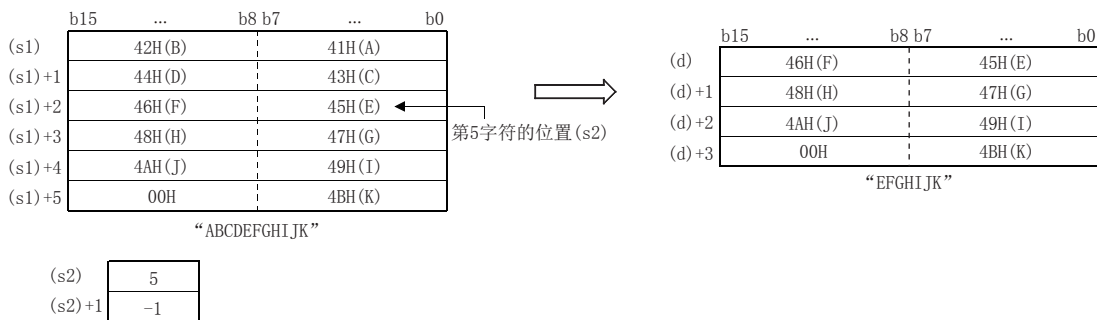 b15 ... b8 b7 ... b0
(s1) 42H(B) 41H(A)
(s1)+1 44H(D) 43H(C)
(s1)+2 46H(F) 45H(E)
(s1)+3 48H(H) 47H(G)
(s1)+4 4AH(J) 49H(I)
(s1)+5 00H 4BH(K)
“ABCDEFGHIJK”
第5字符的位置(s2)
(s2) 5
(s2)+1 -1
b15 ... b8 b7 ... b0
(d) 46H(F) 45H(E)
(d)+1 48H(H) 47H(G)
(d)+2 4AH(J) 49H(I)
(d)+3 00H 4BH(K)
“EFGHIJK”